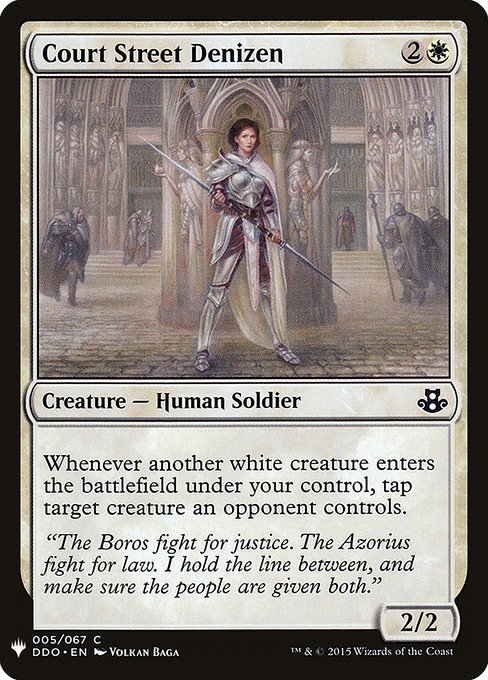 Court Street Denizen 2
Creature — Human Soldier
Whenever another white creature enters
the battlefield under your control, tap
target creature an opponent controls.
“The Boros fight for justice. The Azorius
fight for law. I hold the line between, and
make sure the people are given both.”
2/2
005/067 C
DDO • EN VOLKAN BAGA
™ & © 2015 Wizards of the Coast